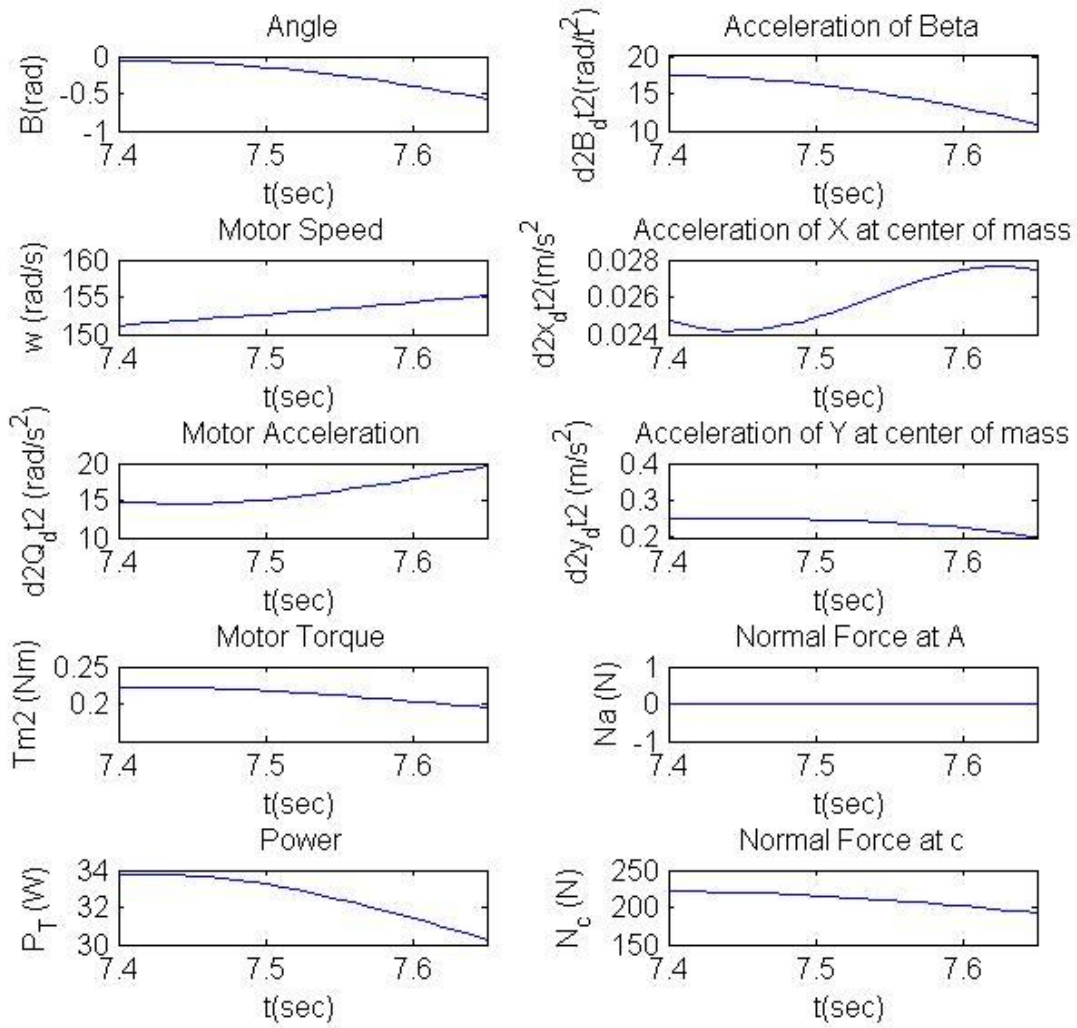 Angle
0
-0.5
-1
B(rad)
7.4 7.5 7.6
t(sec)
Acceleration of Beta
20
15
10
d2B_dt2(rad/t^2)
7.4 7.5 7.6
t(sec)
Motor Speed
160
155
150
w (rad/s)
7.4 7.5 7.6
t(sec)
Acceleration of X at center of mass
0.028
0.026
0.024
d2x_dt2(m/s^2)
7.4 7.5 7.6
t(sec)
Motor Acceleration
20
15
10
d2Q_dt2 (rad/s^2)
7.4 7.5 7.6
t(sec)
Acceleration of Y at center of mass
0.4
0.3
0.2
d2y_dt2 (m/s^2)
7.4 7.5 7.6
t(sec)
Motor Torque
0.25
0.2
Tm2 (Nm)
7.4 7.5 7.6
t(sec)
Normal Force at A
1
0
-1
Na (N)
7.4 7.5 7.6
t(sec)
Power
34
32
30
P_T (W)
7.4 7.5 7.6
t(sec)
Normal Force at c
250
200
150
N_c (N)
7.4 7.5 7.6
t(sec)